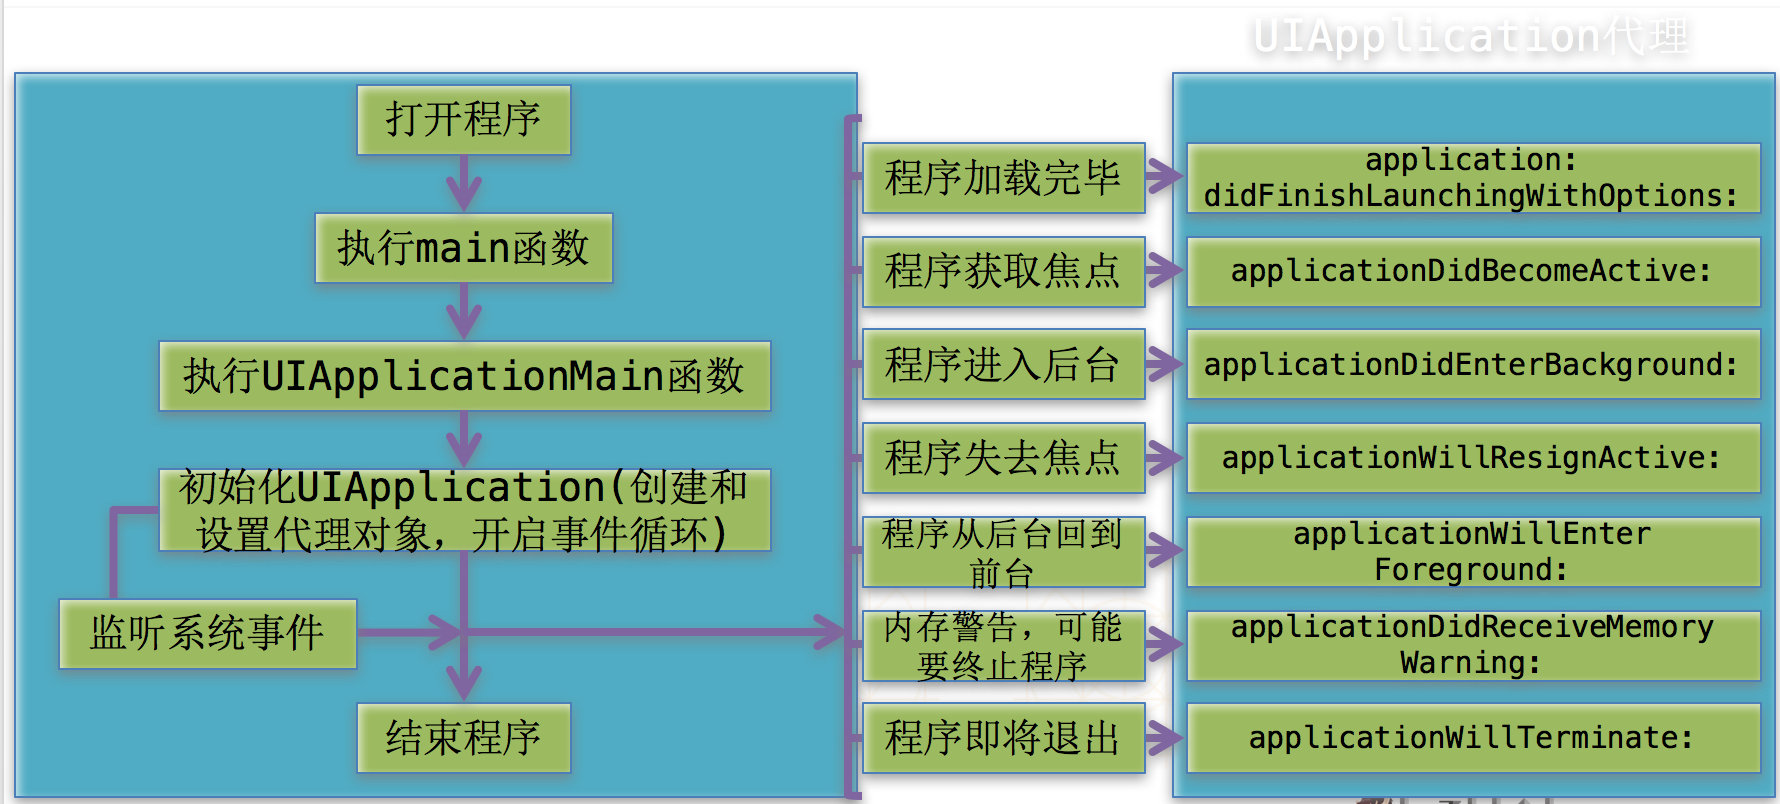 UIApplication代理
打开程序
执行main函数
执行UIApplicationMain函数
初始化UIApplication(创建和
设置代理对象，开启事件循环)
监听系统事件
结束程序
程序加载完毕
application:
didFinishLaunchingWithOptions:
程序获取焦点
applicationDidBecomeActive:
程序进入后台
applicationDidEnterBackground:
程序失去焦点
applicationWillResignActive:
程序从后台回到
前台
applicationWillEnter
Foreground:
内存警告，可能
要终止程序
applicationDidReceiveMemory
Warning:
程序即将退出
applicationWillTerminate: